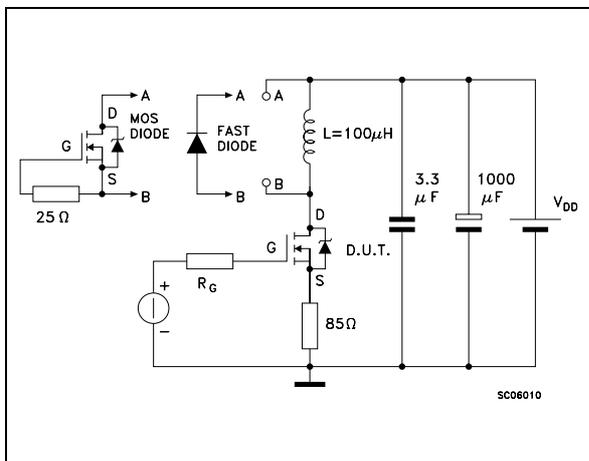 A
D
MOS
DIODE
G
S
B
25 Ω
A
FAST
DIODE
B
A
L=100μH
B
D
G
D.U.T.
S
RG
+
−
85Ω
3.3
μF
1000
μF
VDD
SC06010